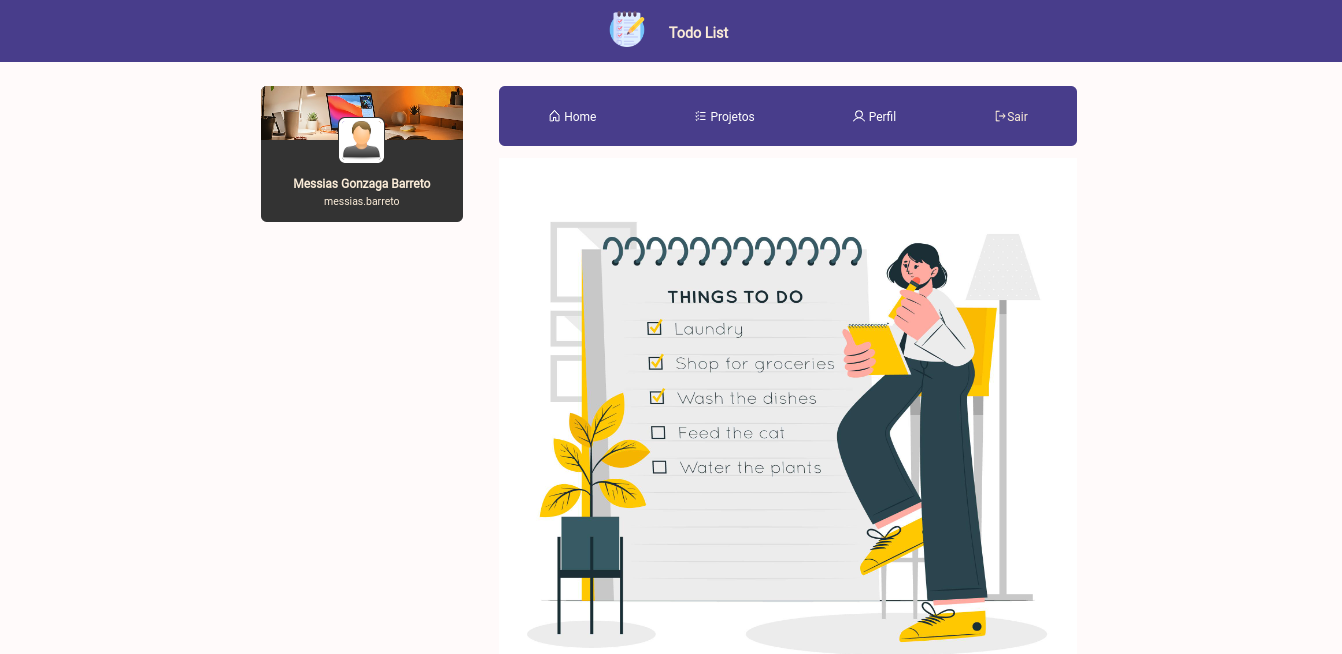 Todo List
Messias Gonzaga Barreto
messias.barreto
Home
Projetos
Perfil
Sair
THINGS TO DO
Laundry
Shop for groceries
Wash the dishes
Feed the cat
Water the plants